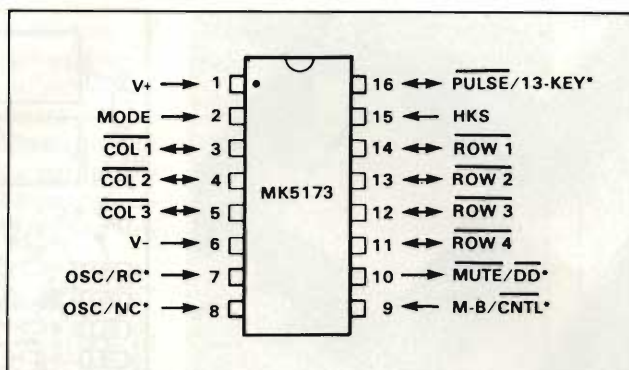 V+ 1
MODE 2
COL 1 3
COL 2 4
COL 3 5
V- 6
OSC/RC* 7
OSC/NC* 8
MK5173
16 PULSE/13-KEY*
15 HKS
14 ROW 1
13 ROW 2
12 ROW 3
11 ROW 4
10 MUTE/DD*
9 M-B/CNTL*